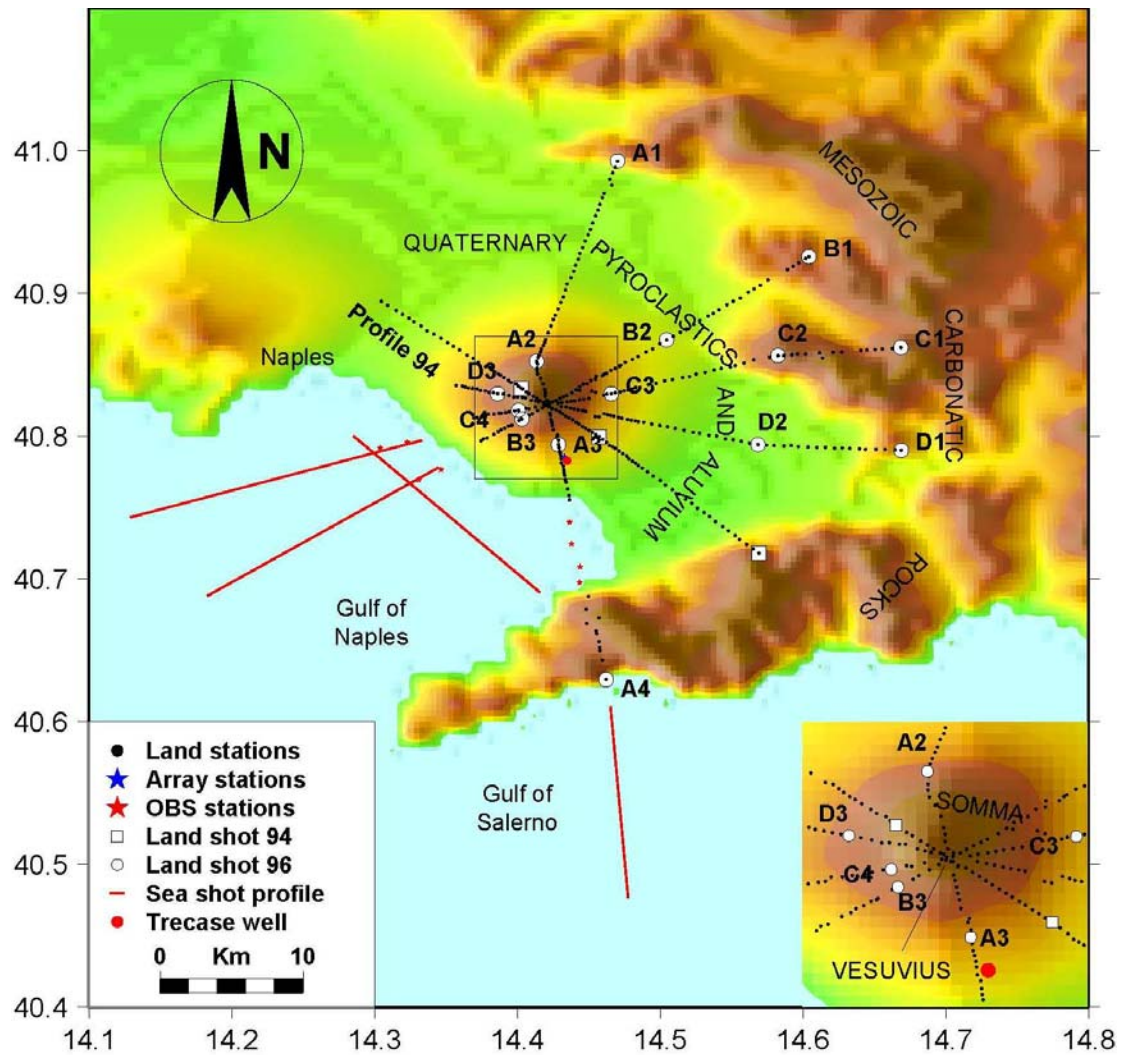 41.0
40.9
40.8
40.7
40.6
40.5
40.4
14.1
14.2
14.3
14.4
14.5
14.6
14.7
14.8
N
A1
MESOZOIC
QUATERNARY
PYROCLASTICS
B1
Profile 94
A2
B2
C2
C1
CARBONATIC
Naples
D3
C3
C4
AND
D2
D1
B3
A3
ALUVIUM
ROCKS
Gulf of
Naples
A4
Gulf of
Salerno
Land stations
Array stations
OBS stations
Land shot 94
Land shot 96
Sea shot profile
Trecase well
0 Km 10
A2
SOMMA
D3
C3
C4
B3
A3
VESUVIUS